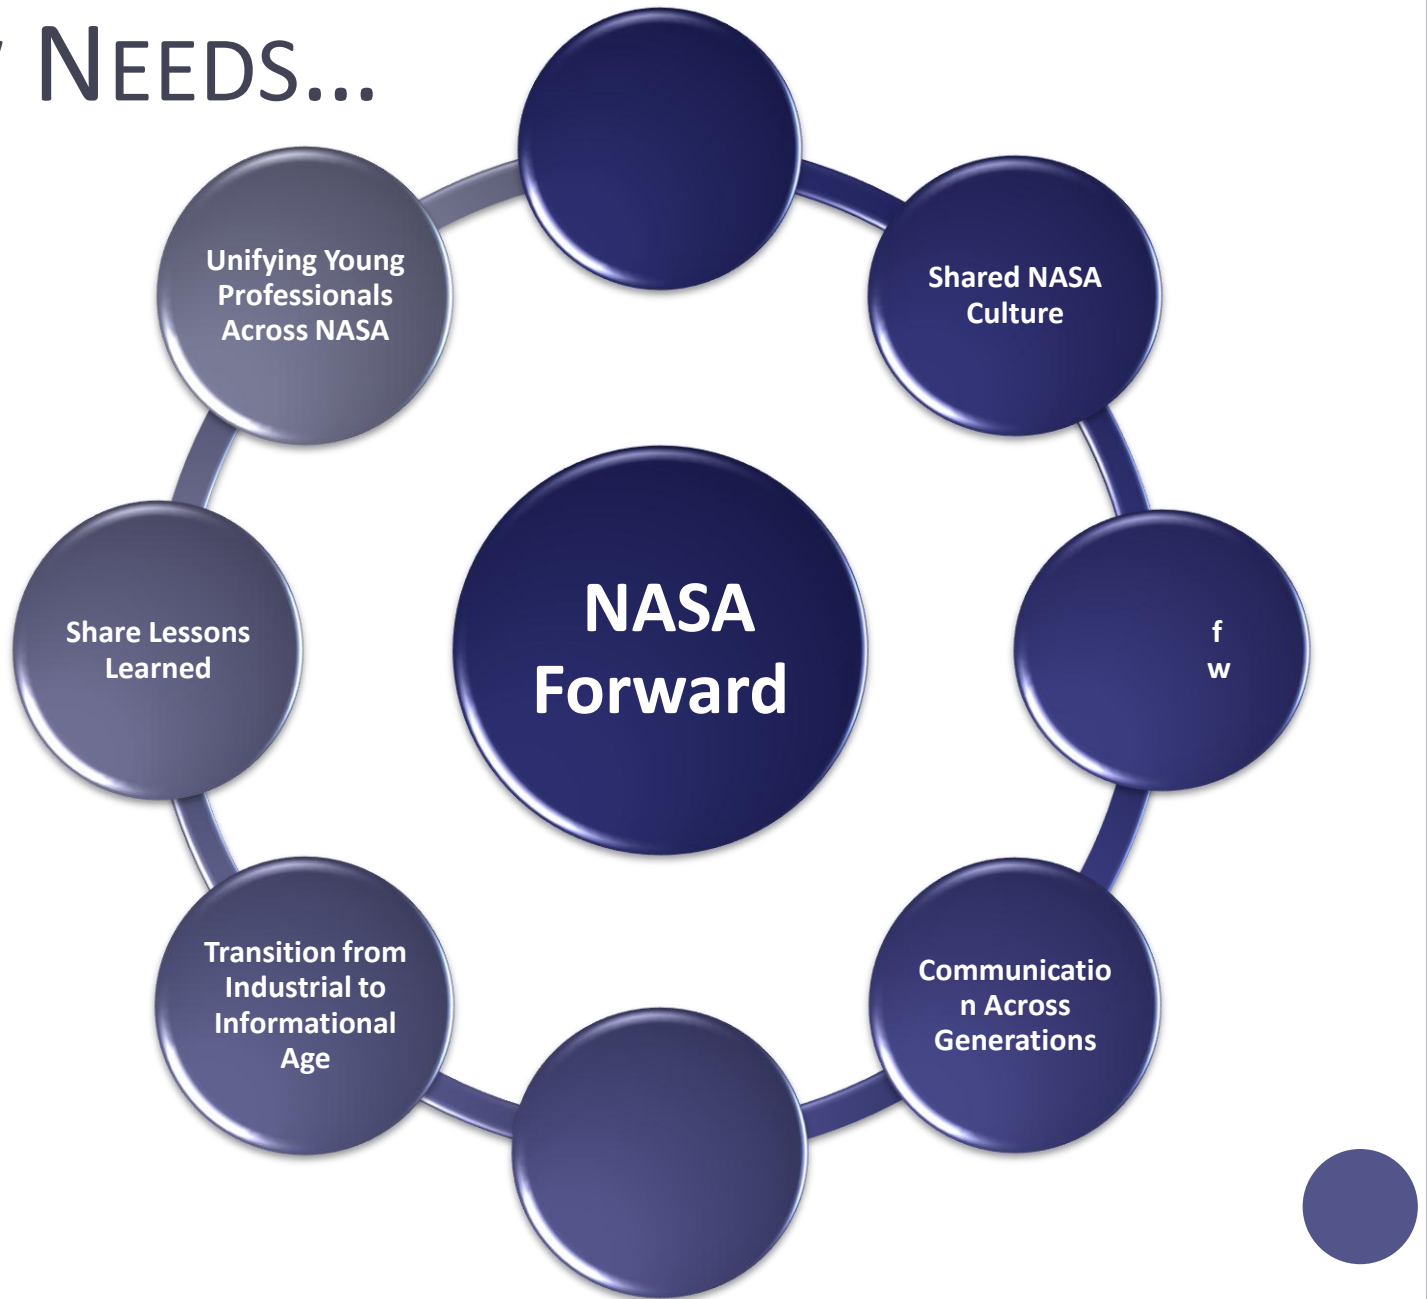 NEEDS...
Unifying Young
Professionals
Across NASA
Shared NASA
Culture
NASA
Forward
Share Lessons
Learned
f
w
Transition from
Industrial to
Informational
Age
Communicatio
n Across
Generations